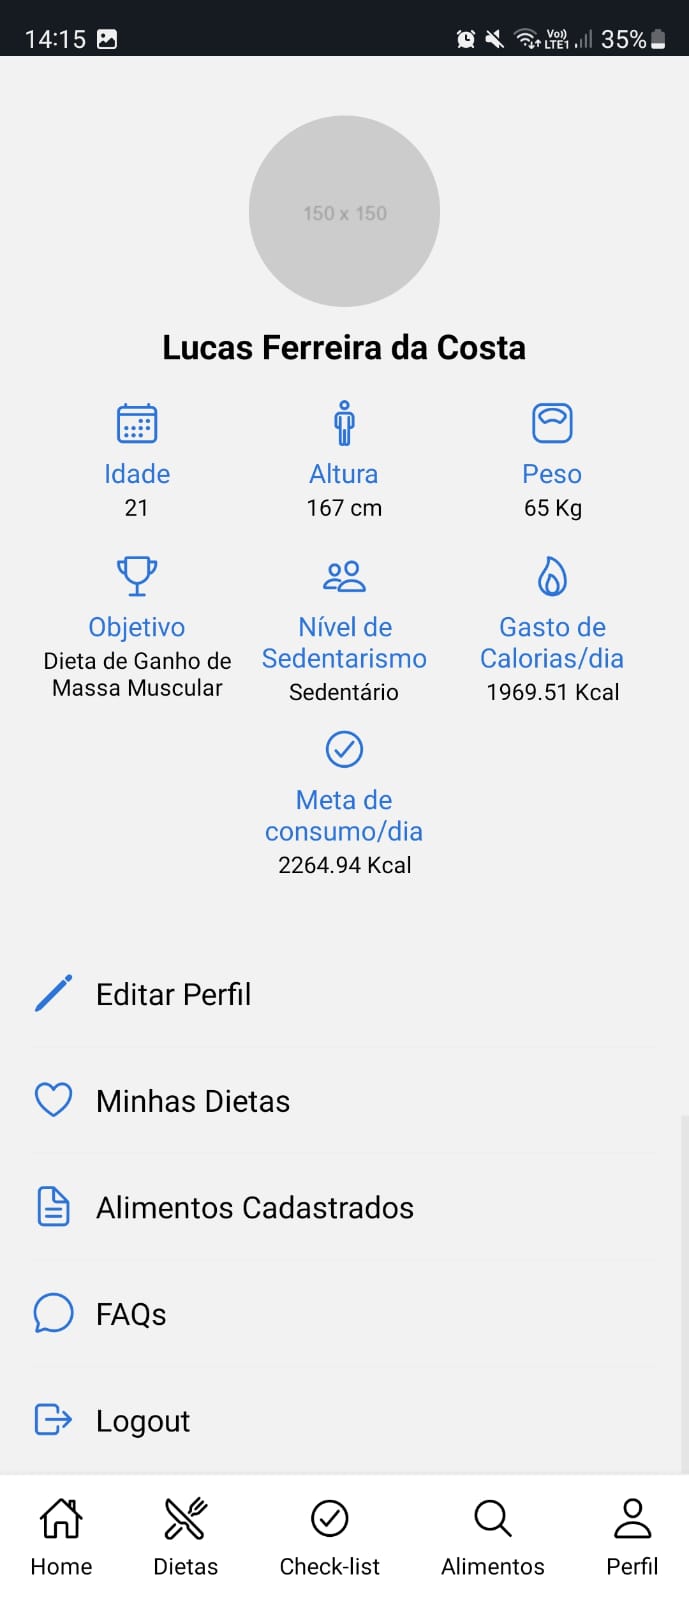 14:15 Vo)) LTE1 35%
150 x 150
Lucas Ferreira da Costa
Idade Altura Peso
21 167 cm 65 Kg
Objetivo Nível de Gasto de
Sedentarismo Calorias/dia
Dieta de Ganho de
Massa Muscular Sedentário 1969.51 Kcal
Meta de
consumo/dia
2264.94 Kcal
Editar Perfil
Minhas Dietas
Alimentos Cadastrados
FAQs
Logout
Home Dietas Check-list Alimentos Perfil